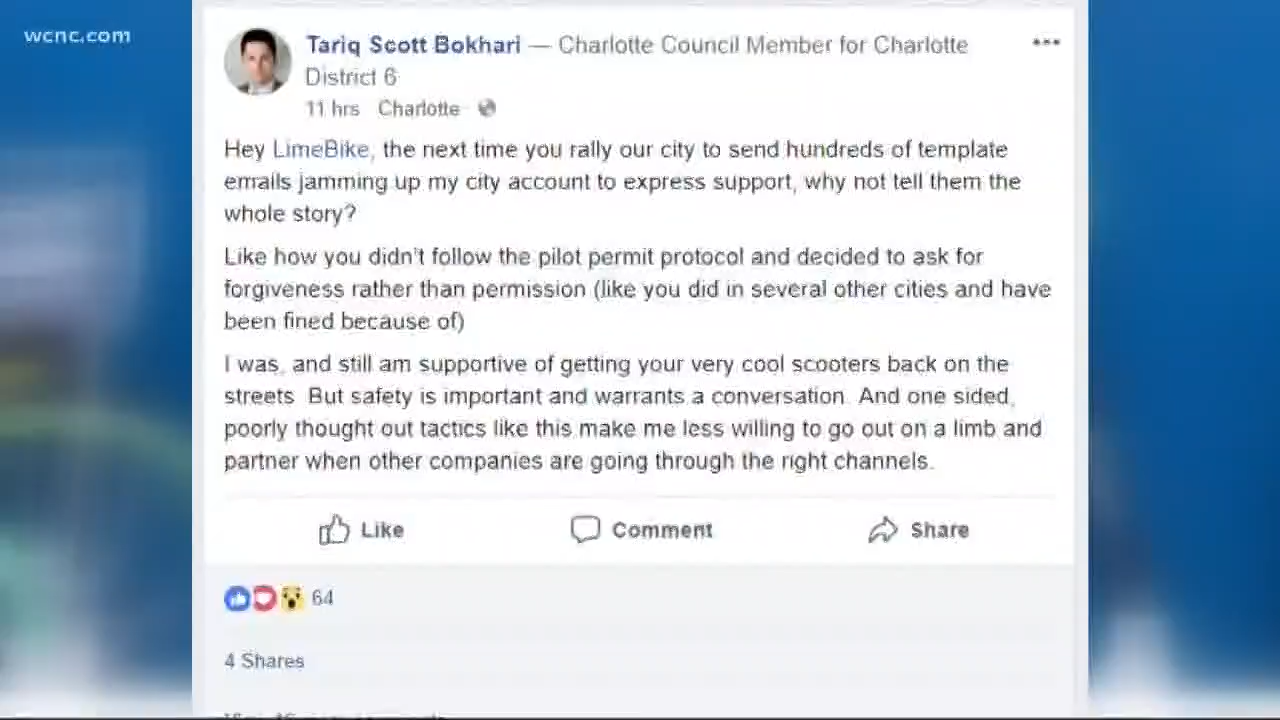 wcnc.com
Tariq Scott Bokhari — Charlotte Council Member for Charlotte
District 6
11 hrs Charlotte
Hey LimeBike, the next time you rally our city to send hundreds of template
emails jamming up my city account to express support, why not tell them the
whole story?
Like how you didn't follow the pilot permit protocol and decided to ask for
forgiveness rather than permission (like you did in several other cities and have
been fined because of)
I was, and still am supportive of getting your very cool scooters back on the
streets. But safety is important and warrants a conversation. And one sided,
poorly thought out tactics like this make me less willing to go out on a limb and
partner when other companies are going through the right channels.
Like Comment Share
64
4 Shares